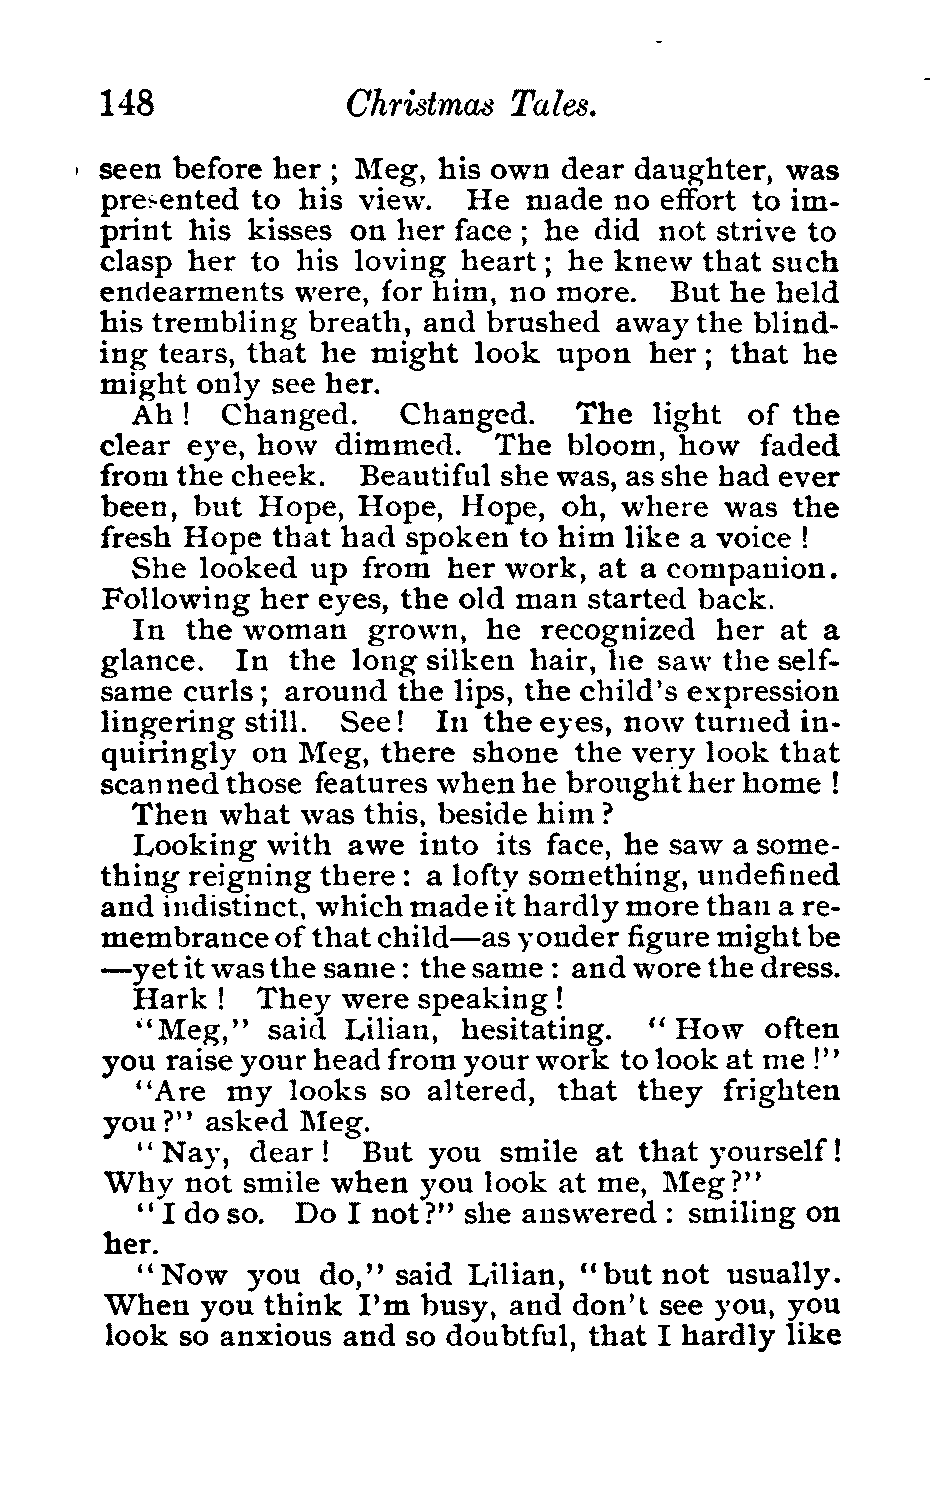 148 Christmas Tales.
seen before her ; Meg, his own dear daughter, was
presented to his view. He made no effort to im-
print his kisses on her face ; he did not strive to
clasp her to his loving heart ; he knew that such
endearments were, for him, no more. But he held
his trembling breath, and brushed away the blind-
ing tears, that he might look upon her ; that he
might only see her.
Ah ! Changed. Changed. The light of the
clear eye, how dimmed. The bloom, how faded
from the cheek. Beautiful she was, as she had ever
been, but Hope, Hope, Hope, oh, where was the
fresh Hope that had spoken to him like a voice !
She looked up from her work, at a companion.
Following her eyes, the old man started back.
In the woman grown, he recognized her at a
glance. In the long silken hair, he saw the self-
same curls ; around the lips, the child's expression
lingering still. See! In the eyes, now turned in-
quiringly on Meg, there shone the very look that
scanned those features when he brought her home !
Then what was this, beside him ?
Looking with awe into its face, he saw a some-
thing reigning there : a lofty something, undefined
and indistinct, which made it hardly more than a re-
membrance of that child—as yonder figure might be
—yet it was the same : the same : and wore the dress.
Hark ! They were speaking !
"Meg," said Lilian, hesitating. "How often
you raise your head from your work to look at me !"
"Are my looks so altered, that they frighten
you ?" asked Meg.
"Nay, dear ! But you smile at that yourself !
Why not smile when you look at me, Meg ?"
"I do so. Do I not ?" she answered : smiling on
her.
"Now you do," said Lilian, "but not usually.
When you think I'm busy, and don't see you, you
look so anxious and so doubtful, that I hardly like